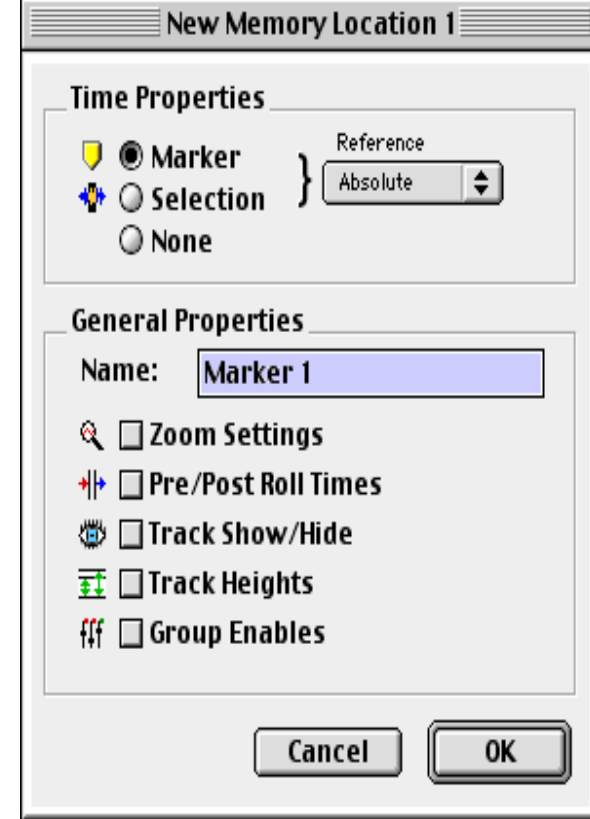 New Memory Location 1
Time Properties
Marker
Selection
None
Reference
Absolute
General Properties
Name: Marker 1
Zoom Settings
Pre/Post Roll Times
Track Show/Hide
Track Heights
Group Enables
Cancel OK